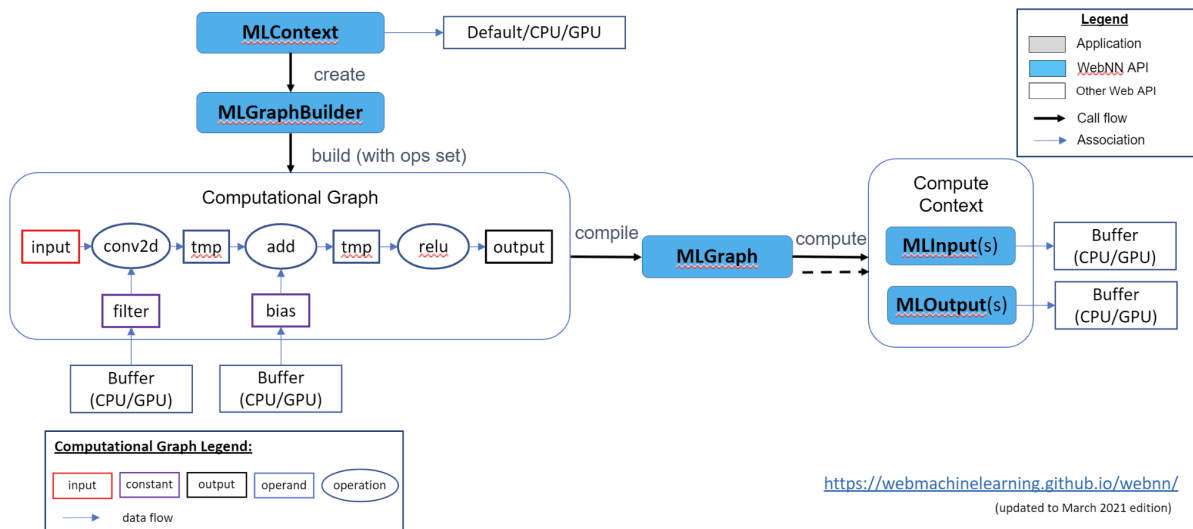 MLContext
Default/CPU/GPU
create
MLGraphBuilder
build (with ops set)
Legend
Application
WebNN API
Other Web API
Call flow
Association
Computational Graph
input
conv2d
tmp
add
tmp
relu
output
filter
bias
Buffer
(CPU/GPU)
Buffer
(CPU/GPU)
compile
MLGraph
compute
Compute
Context
MLInput(s)
MLOutput(s)
Buffer
(CPU/GPU)
Buffer
(CPU/GPU)
Computational Graph Legend:
input
constant
output
operand
operation
data flow
https://webmachinelearning.github.io/webnn/
(updated to March 2021 edition)